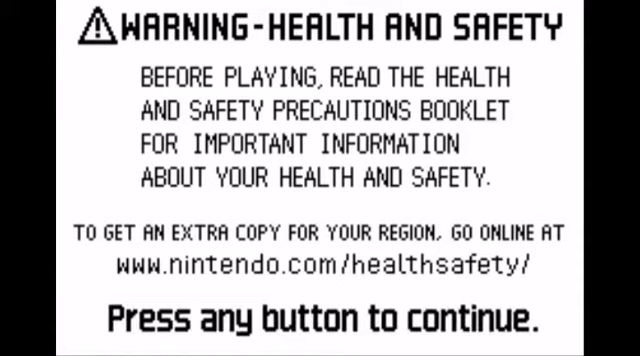 ⚠WARNING-HEALTH AND SAFETY
BEFORE PLAYING, READ THE HEALTH
AND SAFETY PRECAUTIONS BOOKLET
FOR IMPORTANT INFORMATION
ABOUT YOUR HEALTH AND SAFETY.
TO GET AN EXTRA COPY FOR YOUR REGION, GO ONLINE AT
www.nintendo.com/healthsafety/
Press any button to continue.